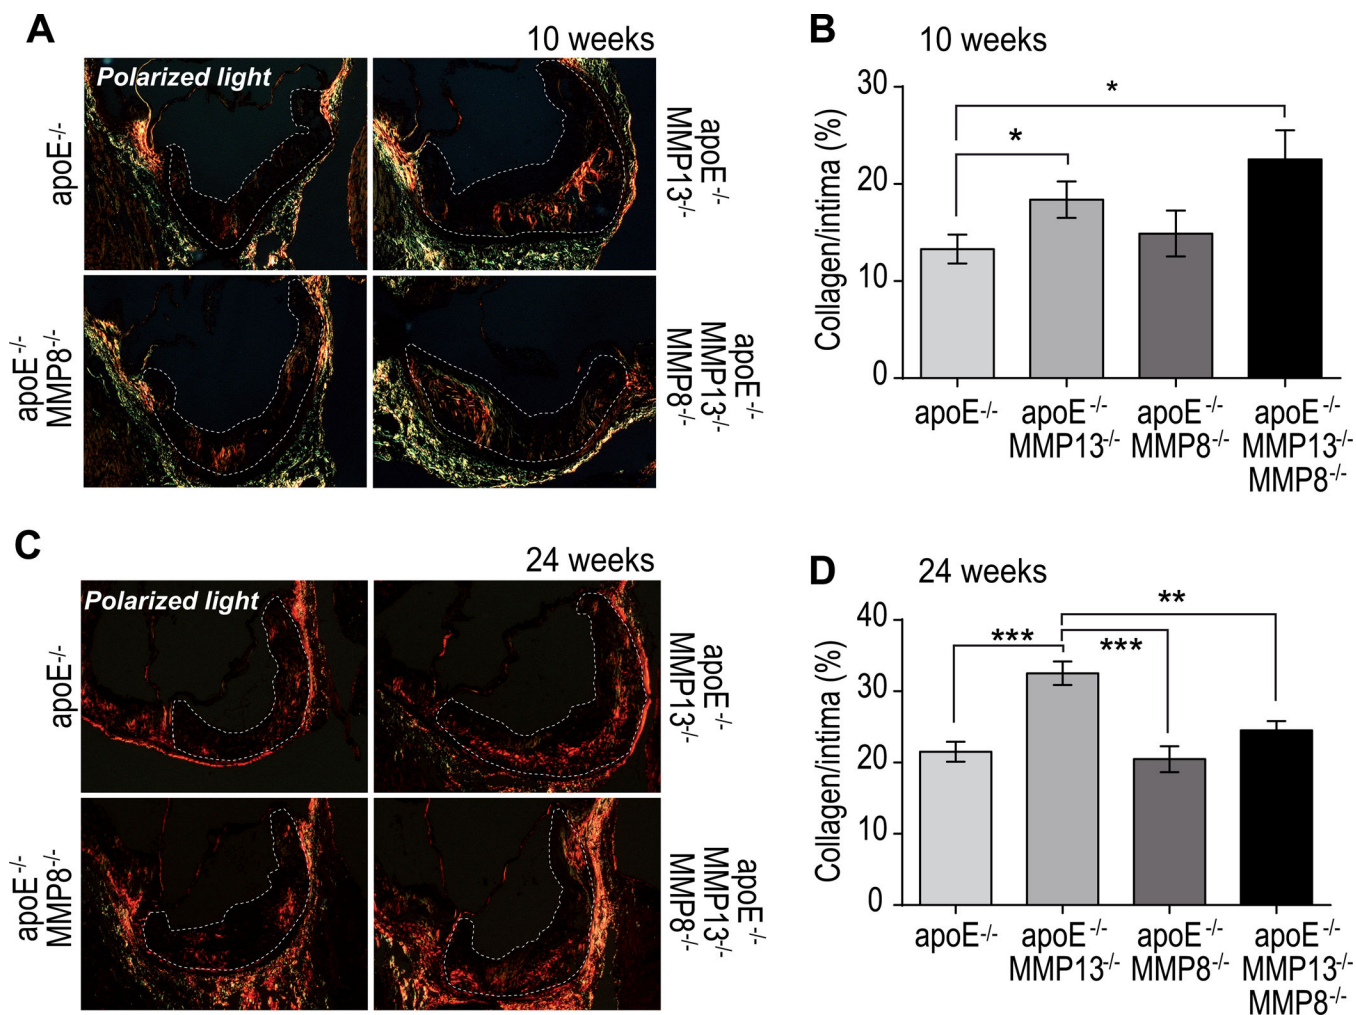 A
10 weeks
Polarized light
apoE-/-
apoE-/-
MMP13-/-
apoE-/-
MMP8-/-
apoE-/-
MMP13-/-
MMP8-/-
B
10 weeks
Collagen/intima (%)
30
20
10
0
*
*
apoE-/-
apoE-/-
MMP13-/-
apoE-/-
MMP8-/-
apoE-/-
MMP13-/-
MMP8-/-
C
24 weeks
Polarized light
apoE-/-
apoE-/-
MMP13-/-
apoE-/-
MMP8-/-
apoE-/-
MMP13-/-
MMP8-/-
D
24 weeks
Collagen/intima (%)
40
30
20
10
0
**
***
***
apoE-/-
apoE-/-
MMP13-/-
apoE-/-
MMP8-/-
apoE-/-
MMP13-/-
MMP8-/-